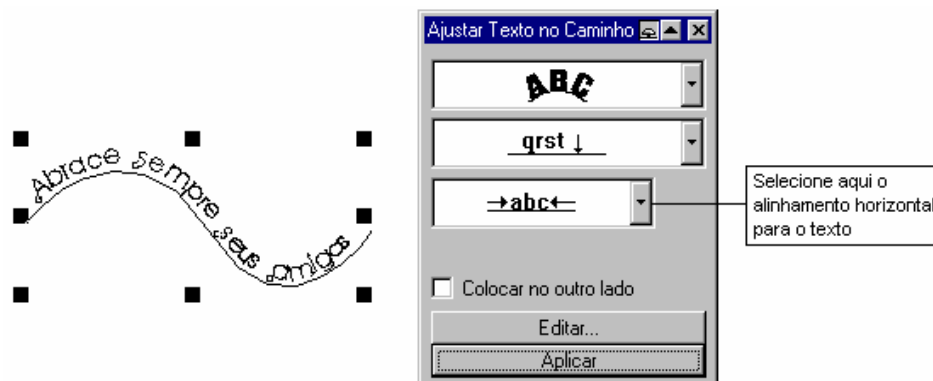 Abrace sempre seus amigos
Ajustar Texto no Caminho
ABC
qrst
abc
Colocar no outro lado
Editar...
Aplicar
Selecione aqui o
alinhamento horizontal
para o texto